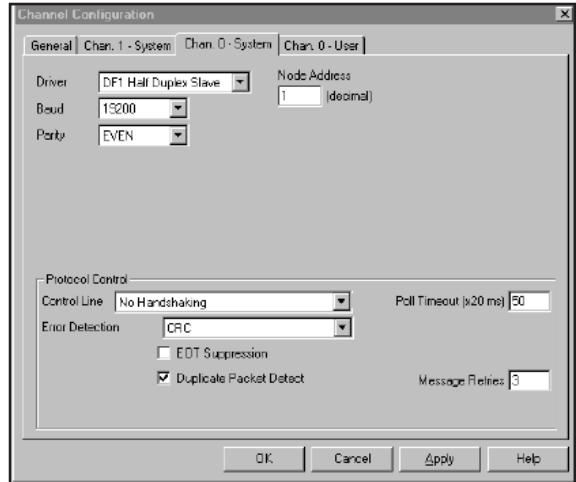 Channel Configuration
General Chan. 1 - System Chan. 0 - System Chan. 0 - User
Driver DF1 Half Duplex Slave Node Address
1 (decimal)
Baud 19200
Parity EVEN
Protocol Control
Control Line No Handshaking Poll Timeout (x20 ms) 50
Error Detection CRC
EOT Suppression
Duplicate Packet Detect Message Retries 3
OK Cancel Apply Help